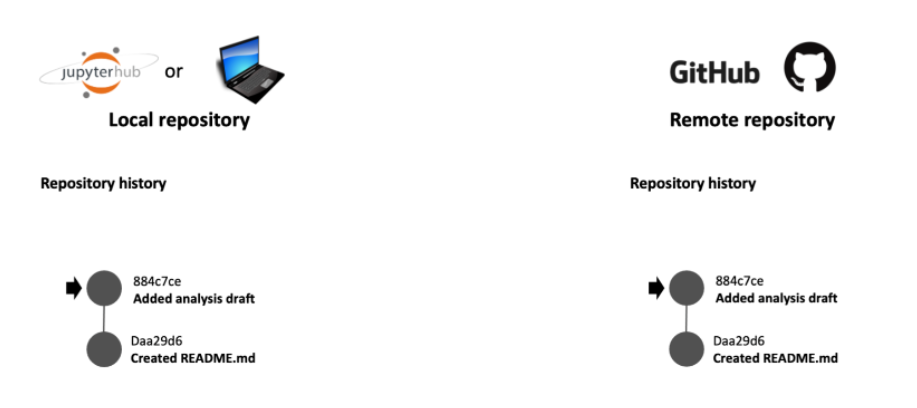 jupyterhub or
Local repository
Repository history
884c7ce
Added analysis draft
Daa29d6
Created README.md
GitHub
Remote repository
Repository history
884c7ce
Added analysis draft
Daa29d6
Created README.md